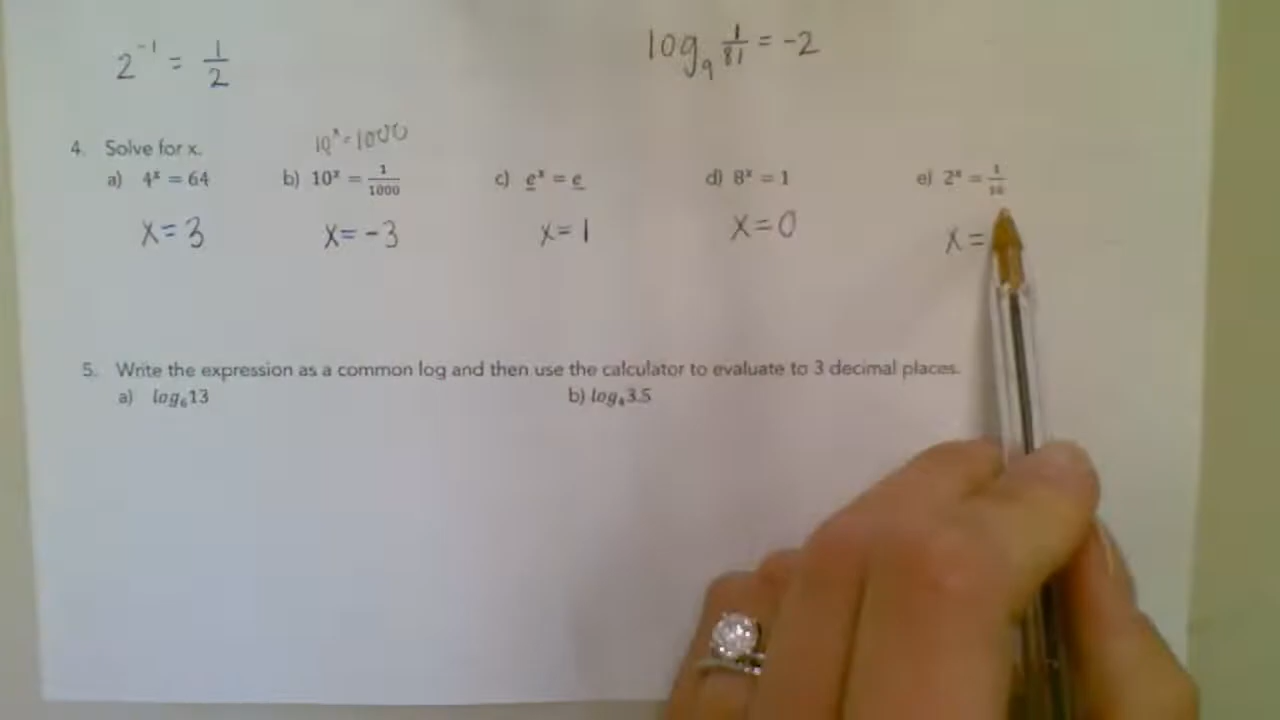 2⁻¹ = 1/2
log₉ 1/81 = -2
4. Solve for x.
10ˣ = 1000
a) 4ˣ = 64 b) 10ˣ = 1/1000 c) eˣ = e d) 8ˣ = 1 e) 2ˣ = 1/16
x = 3 x = -3 x = 1 x = 0 x =
5. Write the expression as a common log and then use the calculator to evaluate to 3 decimal places.
a) log₆13 b) log₄3.5